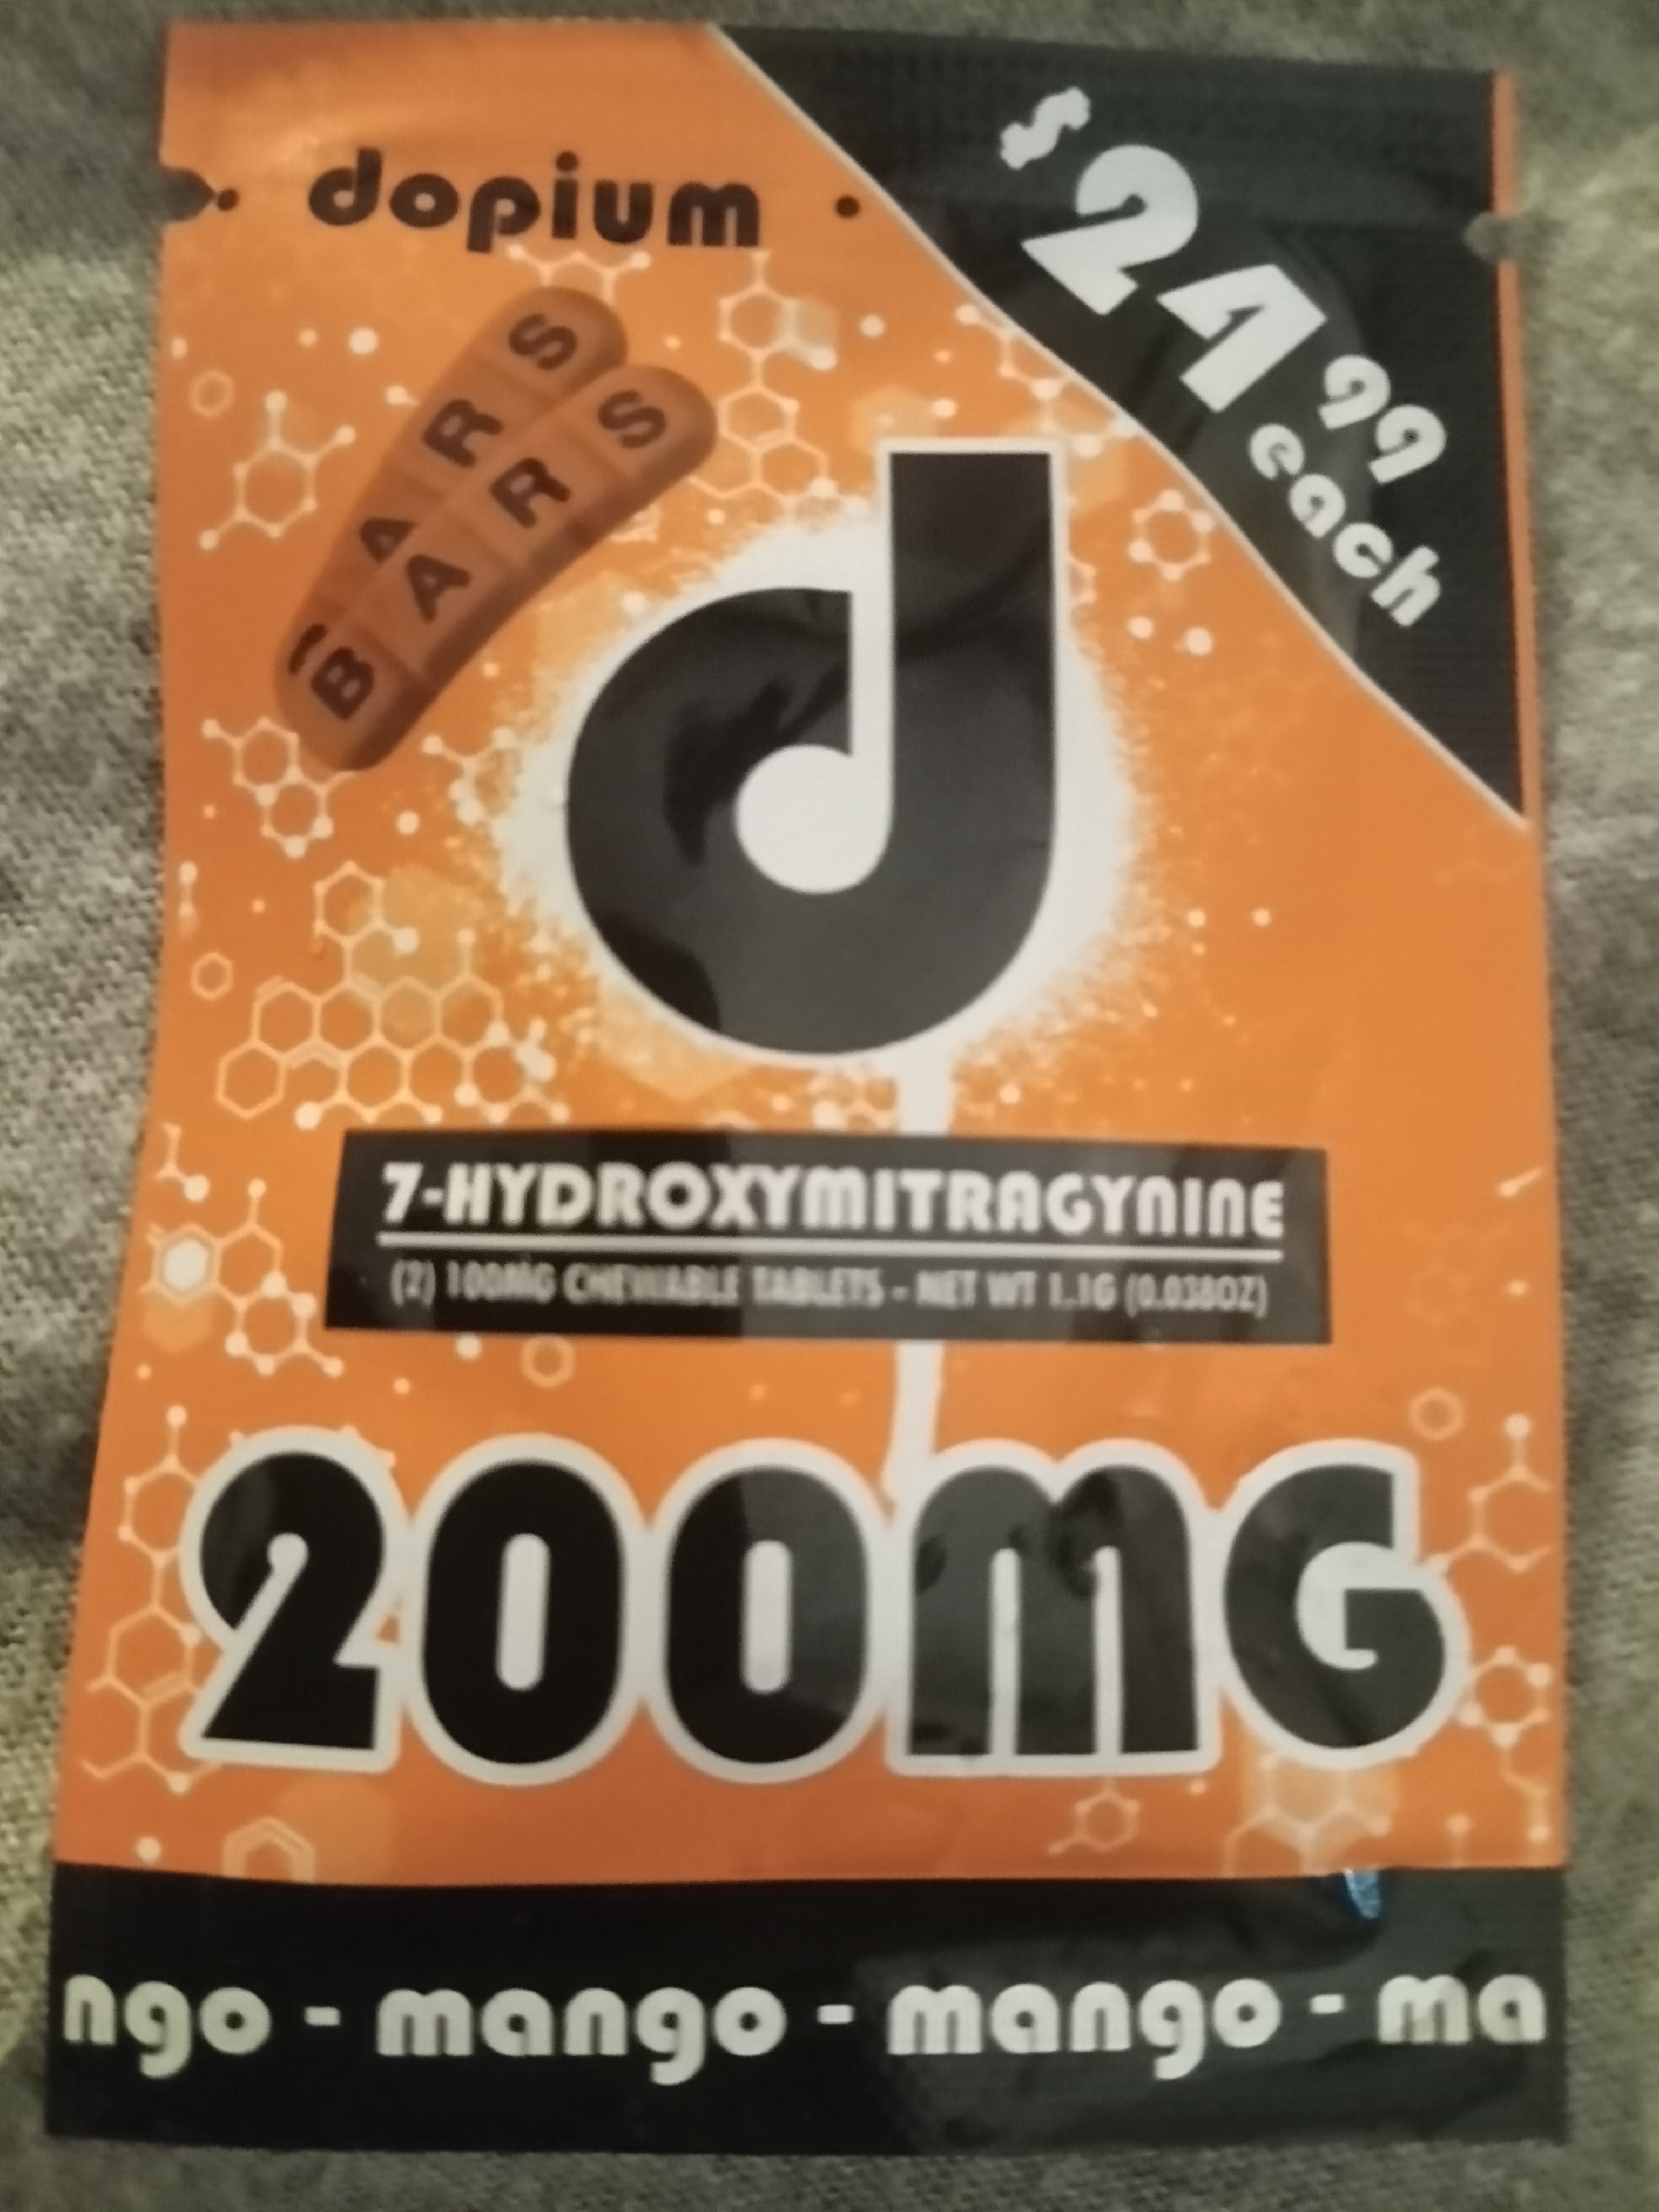 dopium
$24 99
each
BARS
BARS
d
7-HYDROXYMITRAGYNINE
(2) 100MG CHEWABLE TABLETS - NET WT 1.1G (0.038OZ)
200MG
ngo - mango - mango - ma